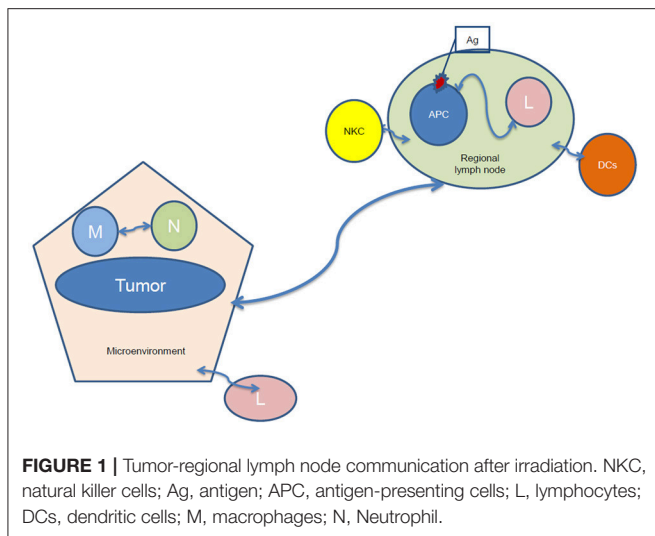 Ag
APC
L
NKC
Regional
lymph node
DCs
M
N
Tumor
Microenvironment
L
FIGURE 1 | Tumor-regional lymph node communication after irradiation. NKC,
natural killer cells; Ag, antigen; APC, antigen-presenting cells; L, lymphocytes;
DCs, dendritic cells; M, macrophages; N, Neutrophil.